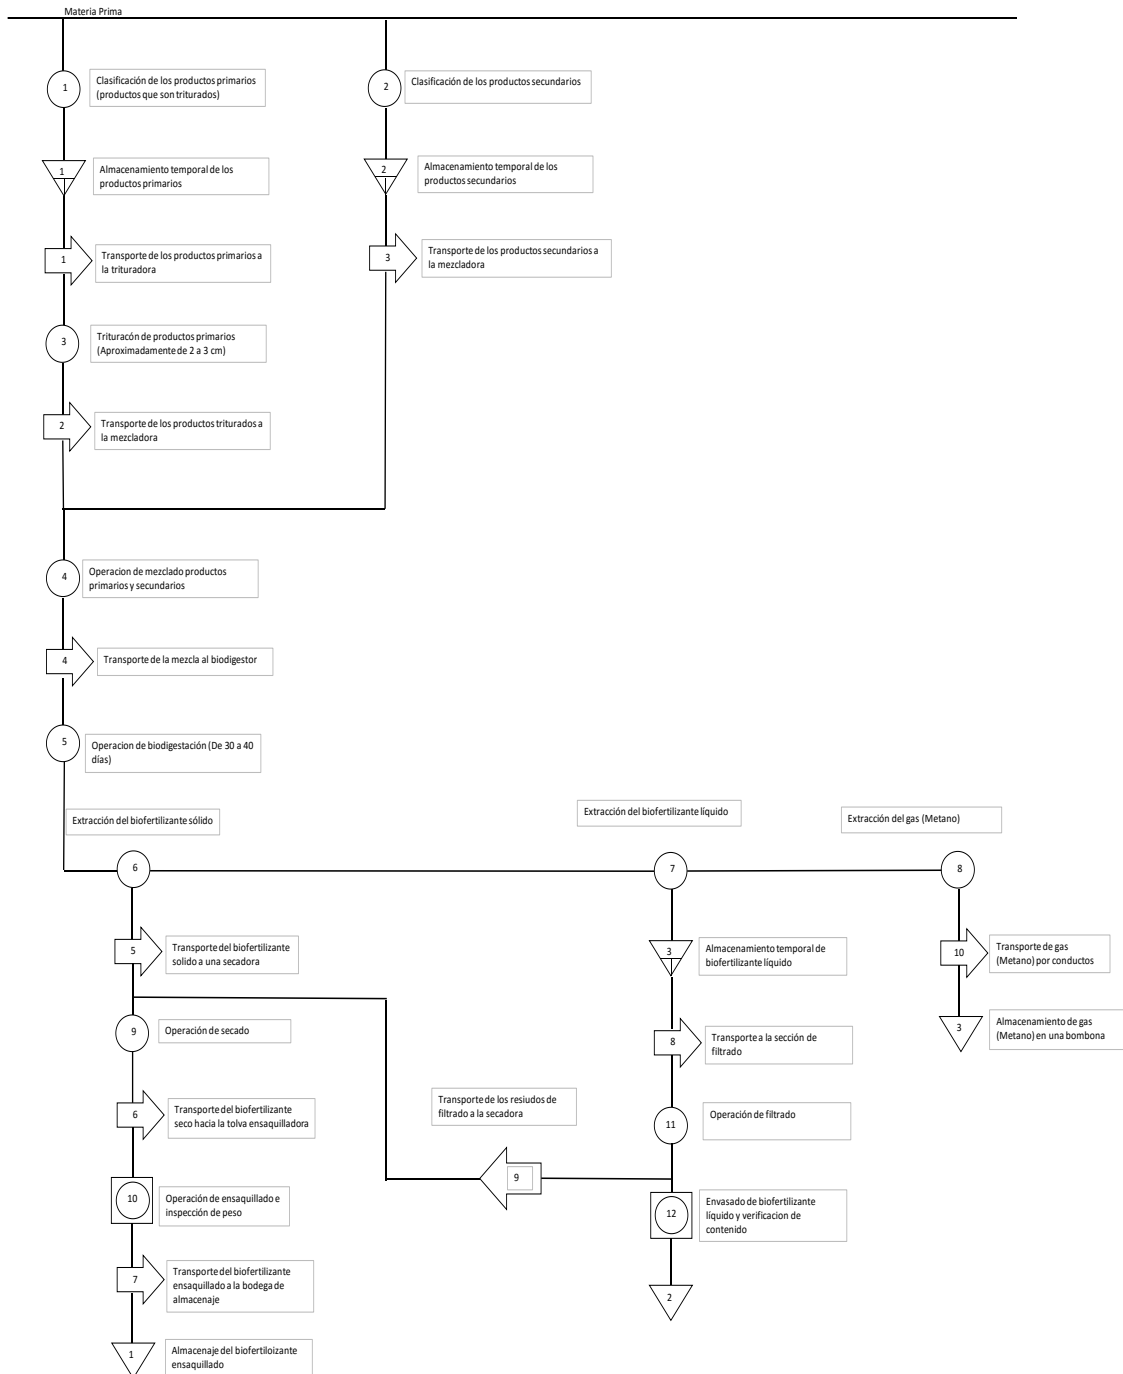 Materia Prima
1
Clasificación de los productos primarios
(productos que son triturados)
2
Clasificación de los productos secundarios
1
Almacenamiento temporal de los
productos primarios
2
Almacenamiento temporal de los
productos secundarios
1
Transporte de los productos primarios a
la trituradora
3
Transporte de los productos secundarios a
la mezcladora
3
Trituracón de productos primarios
(Aproximadamente de 2 a 3 cm)
2
Transporte de los productos triturados a
la mezcladora
4
Operacion de mezclado productos
primarios y secundarios
4
Transporte de la mezcla al biodigestor
5
Operacion de biodigestación (De 30 a 40
días)
Extracción del biofertilizante sólido
Extracción del biofertilizante líquido
Extracción del gas (Metano)
6
7
8
5
Transporte del biofertilizante
solido a una secadora
3
Almacenamiento temporal de
biofertilizante líquido
10
Transporte de gas
(Metano) por conductos
9
Operación de secado
8
Transporte a la sección de
filtrado
3
Almacenamiento de gas
(Metano) en una bombona
6
Transporte del biofertilizante
seco hacia la tolva ensaquilladora
Transporte de los resiudos de
filtrado a la secadora
9
11
Operación de filtrado
10
Operación de ensaquillado e
inspección de peso
12
Envasado de biofertilizante
líquido y verificacion de
contenido
7
Transporte del biofertilizante
ensaquillado a la bodega de
almacenaje
2
1
Almacenaje del biofertiloizante
ensaquillado